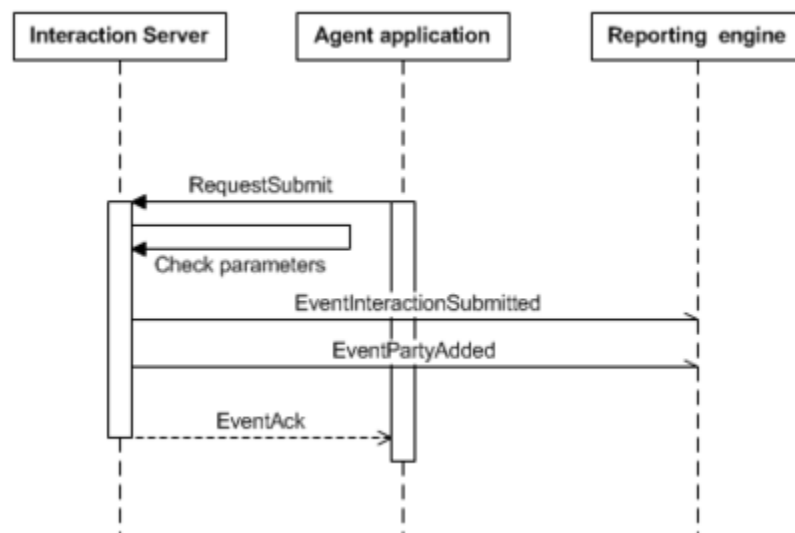 Interaction Server
Agent application
Reporting engine
RequestSubmit
Check parameters
EventInteractionSubmitted
EventPartyAdded
EventAck